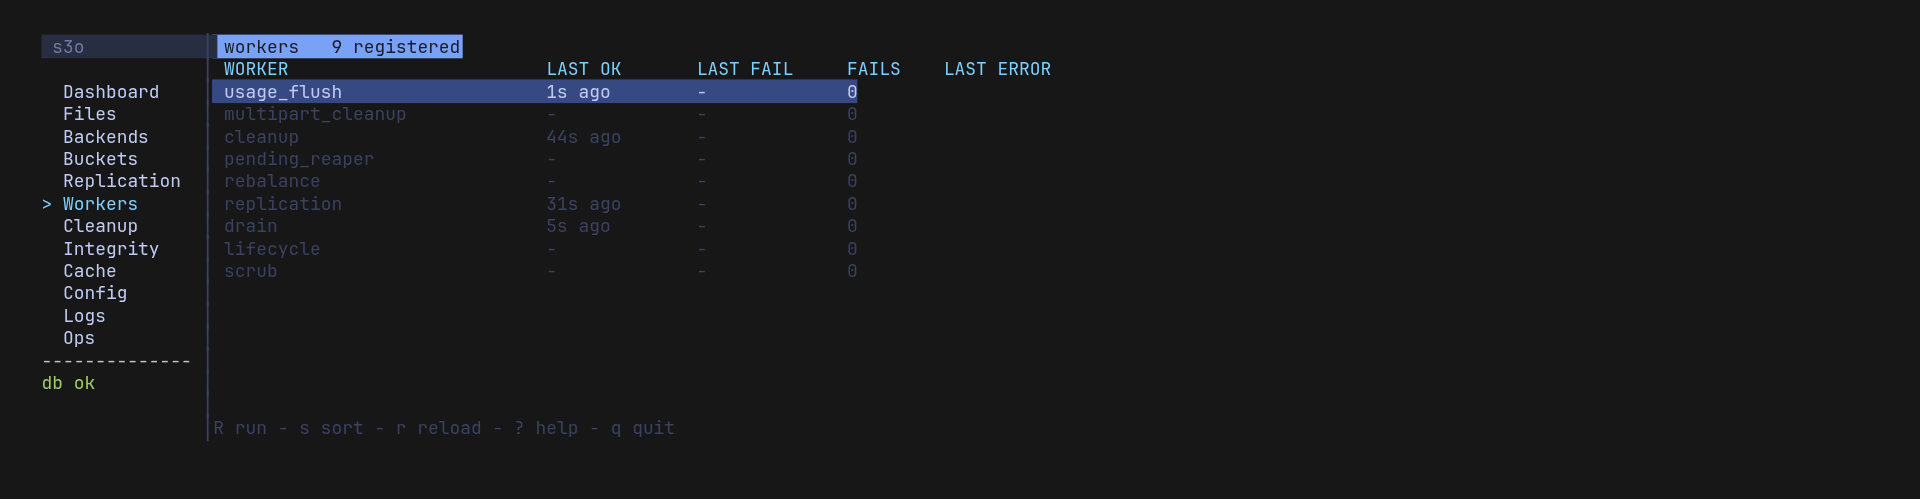 s3o
Dashboard
Files
Backends
Buckets
Replication
> Workers
Cleanup
Integrity
Cache
Config
Logs
Ops
--------------
db ok
workers   9 registered
WORKER   LAST OK   LAST FAIL   FAILS   LAST ERROR
usage_flush   1s ago   -   0
multipart_cleanup   -   -   0
cleanup   44s ago   -   0
pending_reaper   -   -   0
rebalance   -   -   0
replication   31s ago   -   0
drain   5s ago   -   0
lifecycle   -   -   0
scrub   -   -   0
R run - s sort - r reload - ? help - q quit